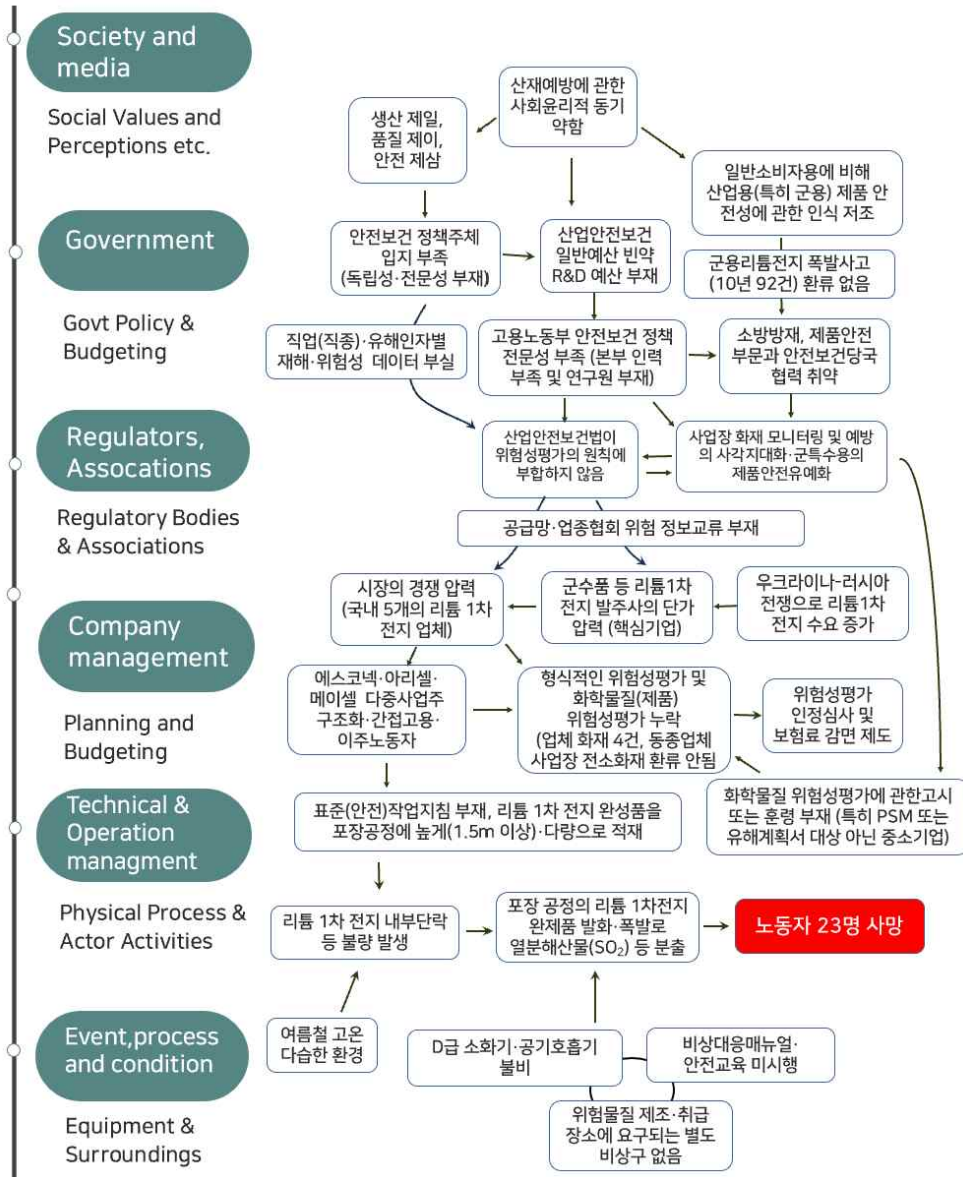 Society and
media
Social Values and
Perceptions etc.
산재예방에 관한
사회윤리적 동기
약함
생산 제일,
품질 제이,
안전 제삼
일반소비자용에 비해
산업용(특히 군용) 제품 안
전성에 관한 인식 저조
Government
Govt Policy &
Budgeting
안전보건 정책주체
입지 부족
(독립성·전문성 부재)
산업안전보건
일반예산 빈약
R&D 예산 부재
군용리튬전지 폭발사고
(10년 92건) 환류 없음
직업(직종)·유해인자별
재해·위험성 데이터 부실
고용노동부 안전보건 정책
전문성 부족 (본부 인력
부족 및 연구원 부재)
소방방재, 제품안전
부문과 안전보건당국
협력 취약
Regulators,
Assocations
Regulatory Bodies
& Associations
산업안전보건법이
위험성평가의 원칙에
부합하지 않음
사업장 화재 모니터링 및 예방
의 사각지대화·군특수용의
제품안전유예화
공급망·업종협회 위험 정보교류 부재
Company
management
Planning and
Budgeting
시장의 경쟁 압력
(국내 5개의 리튬 1차
전지 업체)
군수품 등 리튬1차
전지 발주사의 단가
압력 (핵심기업)
우크라이나-러시아
전쟁으로 리튬1차
전지 수요 증가
에스코넥·아리셀·
메이셀 다중사업주
구조화·간접고용·
이주노동자
형식적인 위험성평가 및
화학물질(제품)
위험성평가 누락
(업체 화재 4건, 동종업체
사업장 전소화재 환류 안됨)
위험성평가
인정심사 및
보험료 감면 제도
Technical &
Operation
managment
Physical Process &
Actor Activities
표준(안전)작업지침 부재, 리튬 1차 전지 완성품을
포장공정에 높게(1.5m 이상)·다량으로 적재
화학물질 위험성평가에 관한고시
또는 훈령 부재 (특히 PSM 또는
유해계획서 대상 아닌 중소기업)
리튬 1차 전지 내부단락
등 불량 발생
포장 공정의 리튬 1차전지
완제품 발화·폭발로
열분해산물(SO₂) 등 분출
노동자 23명 사망
Event,process
and condition
Equipment &
Surroundings
여름철 고온
다습한 환경
D급 소화기·공기호흡기
불비
비상대응매뉴얼·
안전교육 미시행
위험물질 제조·취급
장소에 요구되는 별도
비상구 없음